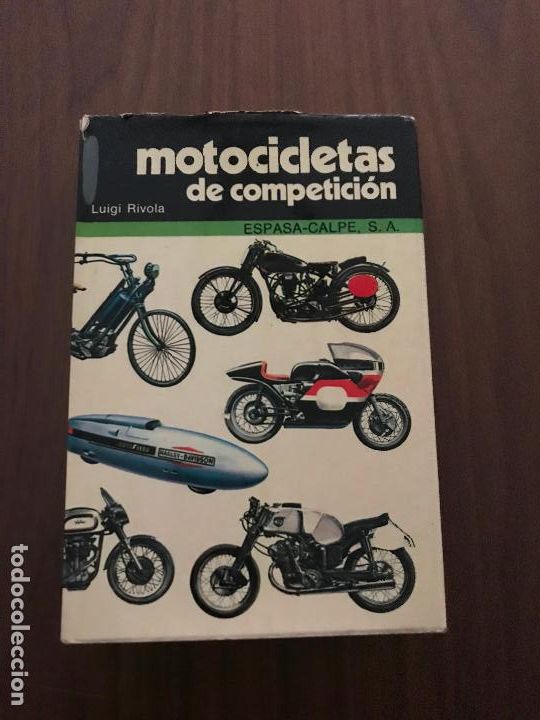 motocicletas
de competición
Luigi Rivola
ESPASA-CALPE, S. A.
HARLEY-DAVIDSON
todocoleccion